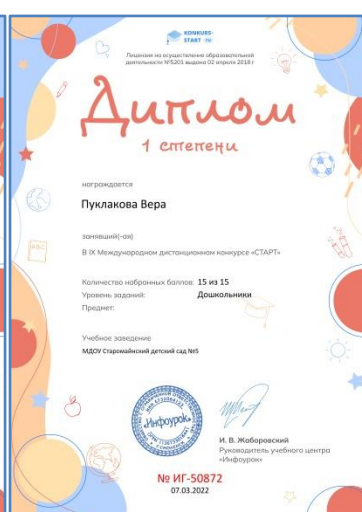 KONKURS-
START · RU
Лицензия на осуществление образовательной
деятельности №5201 выдана 02 апреля 2018 г
Диплом
1 степени
награждается
Пуклакова Вера
занявший(-ая)
В IX Международном дистанционном конкурсе «СТАРТ»
Количество набранных баллов: 15 из 15
Уровень заданий: Дошкольники
Предмет:
Учебное заведение
МДОУ Старомайнский детский сад №5
ABC
«Инфоурок»
И. В. Жаборовский
Руководитель учебного центра
«Инфоурок»
№ ИГ-50872
07.03.2022